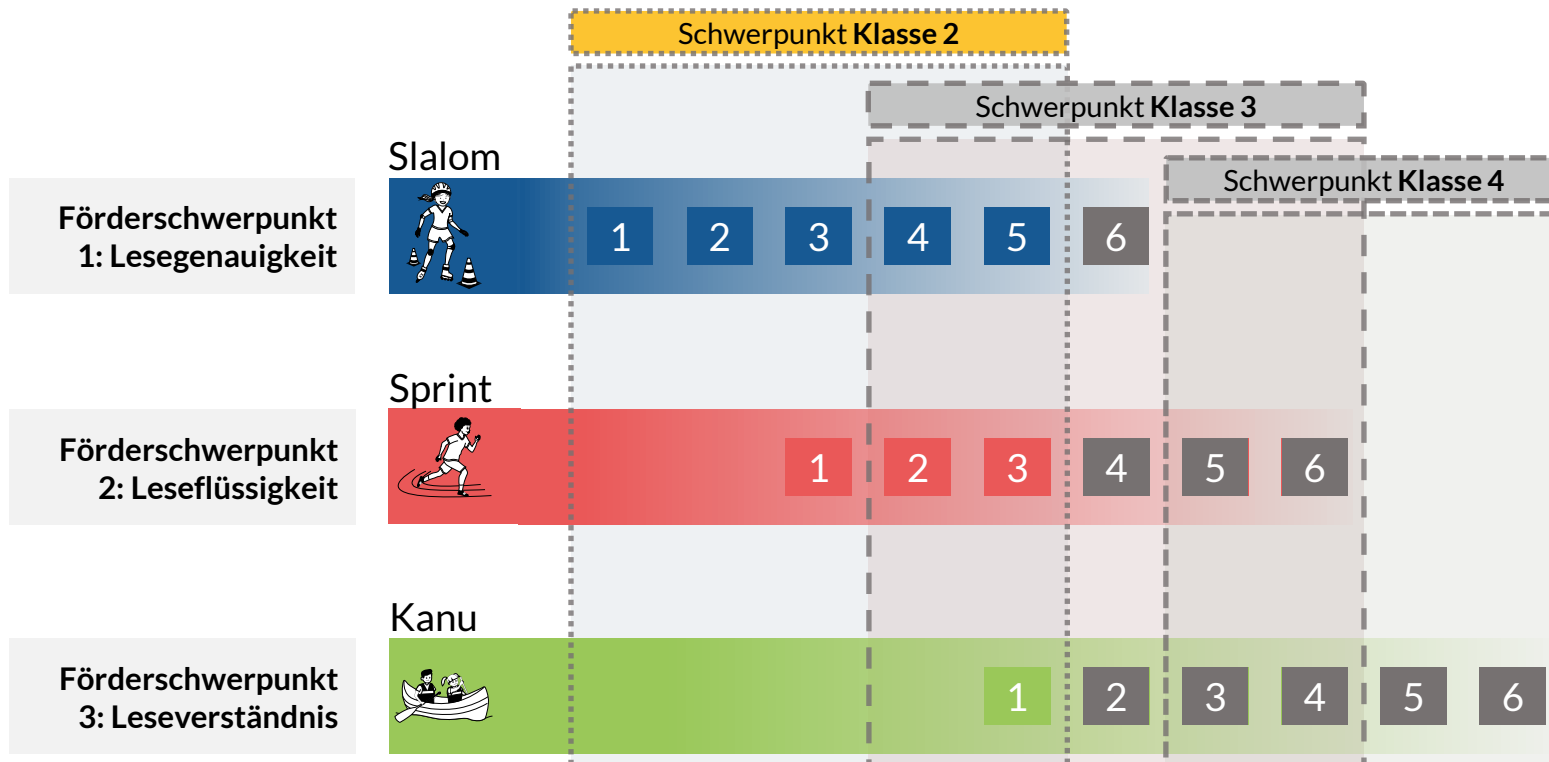 Schwerpunkt Klasse 2
Schwerpunkt Klasse 3
Schwerpunkt Klasse 4
Slalom
Förderschwerpunkt
1: Lesegenauigkeit
1 2 3 4 5 6
Sprint
Förderschwerpunkt
2: Leseflüssigkeit
1 2 3 4 5 6
Kanu
Förderschwerpunkt
3: Leseverständnis
1 2 3 4 5 6